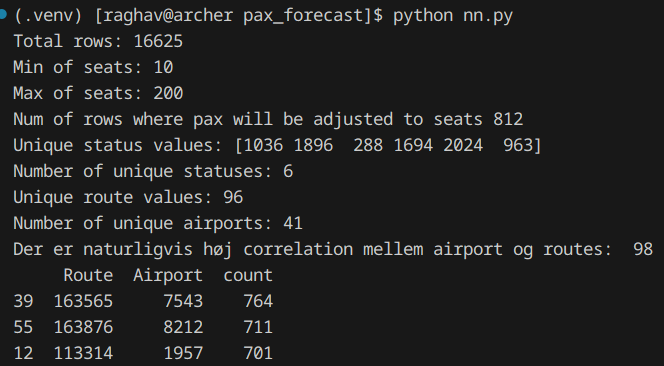 (.venv) [raghav@archer pax_forecast]$ python nn.py
Total rows: 16625
Min of seats: 10
Max of seats: 200
Num of rows where pax will be adjusted to seats 812
Unique status values: [1036 1896  288 1694 2024  963]
Number of unique statuses: 6
Unique route values: 96
Number of unique airports: 41
Der er naturligvis høj correlation mellem airport og routes:  98
Route  Airport  count
39  163565     7543    764
55  163876     8212    711
12  113314     1957    701